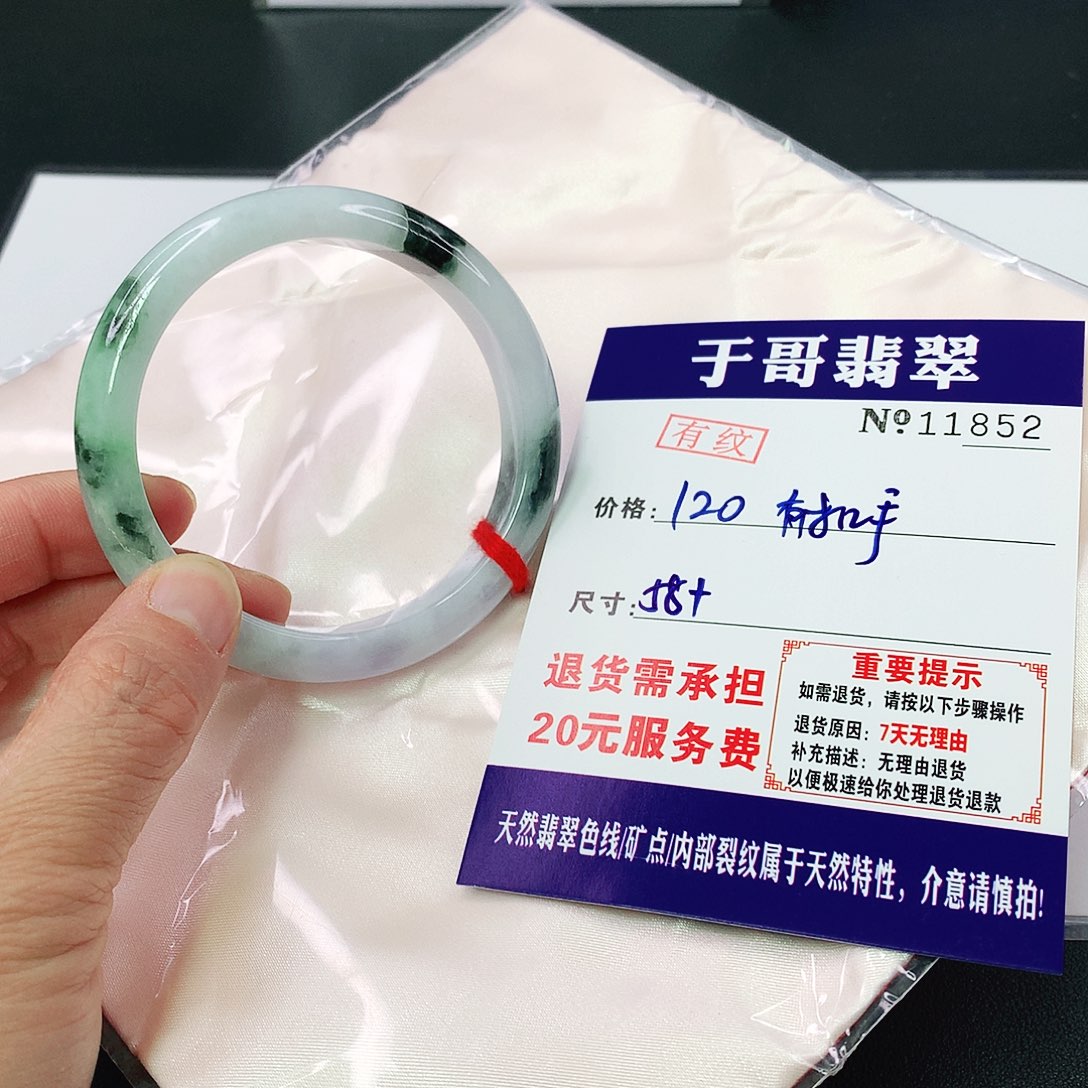 于哥翡翠
№11852
有纹
价格：120 有扣手
尺寸：58+
退货需承担
20元服务费
重要提示
如需退货，请按以下步骤操作
退货原因：7天无理由
补充描述：无理由退货
以便极速给你处理退货退款
天然翡翠色线/矿点/内部裂纹属于天然特性，介意请慎拍!